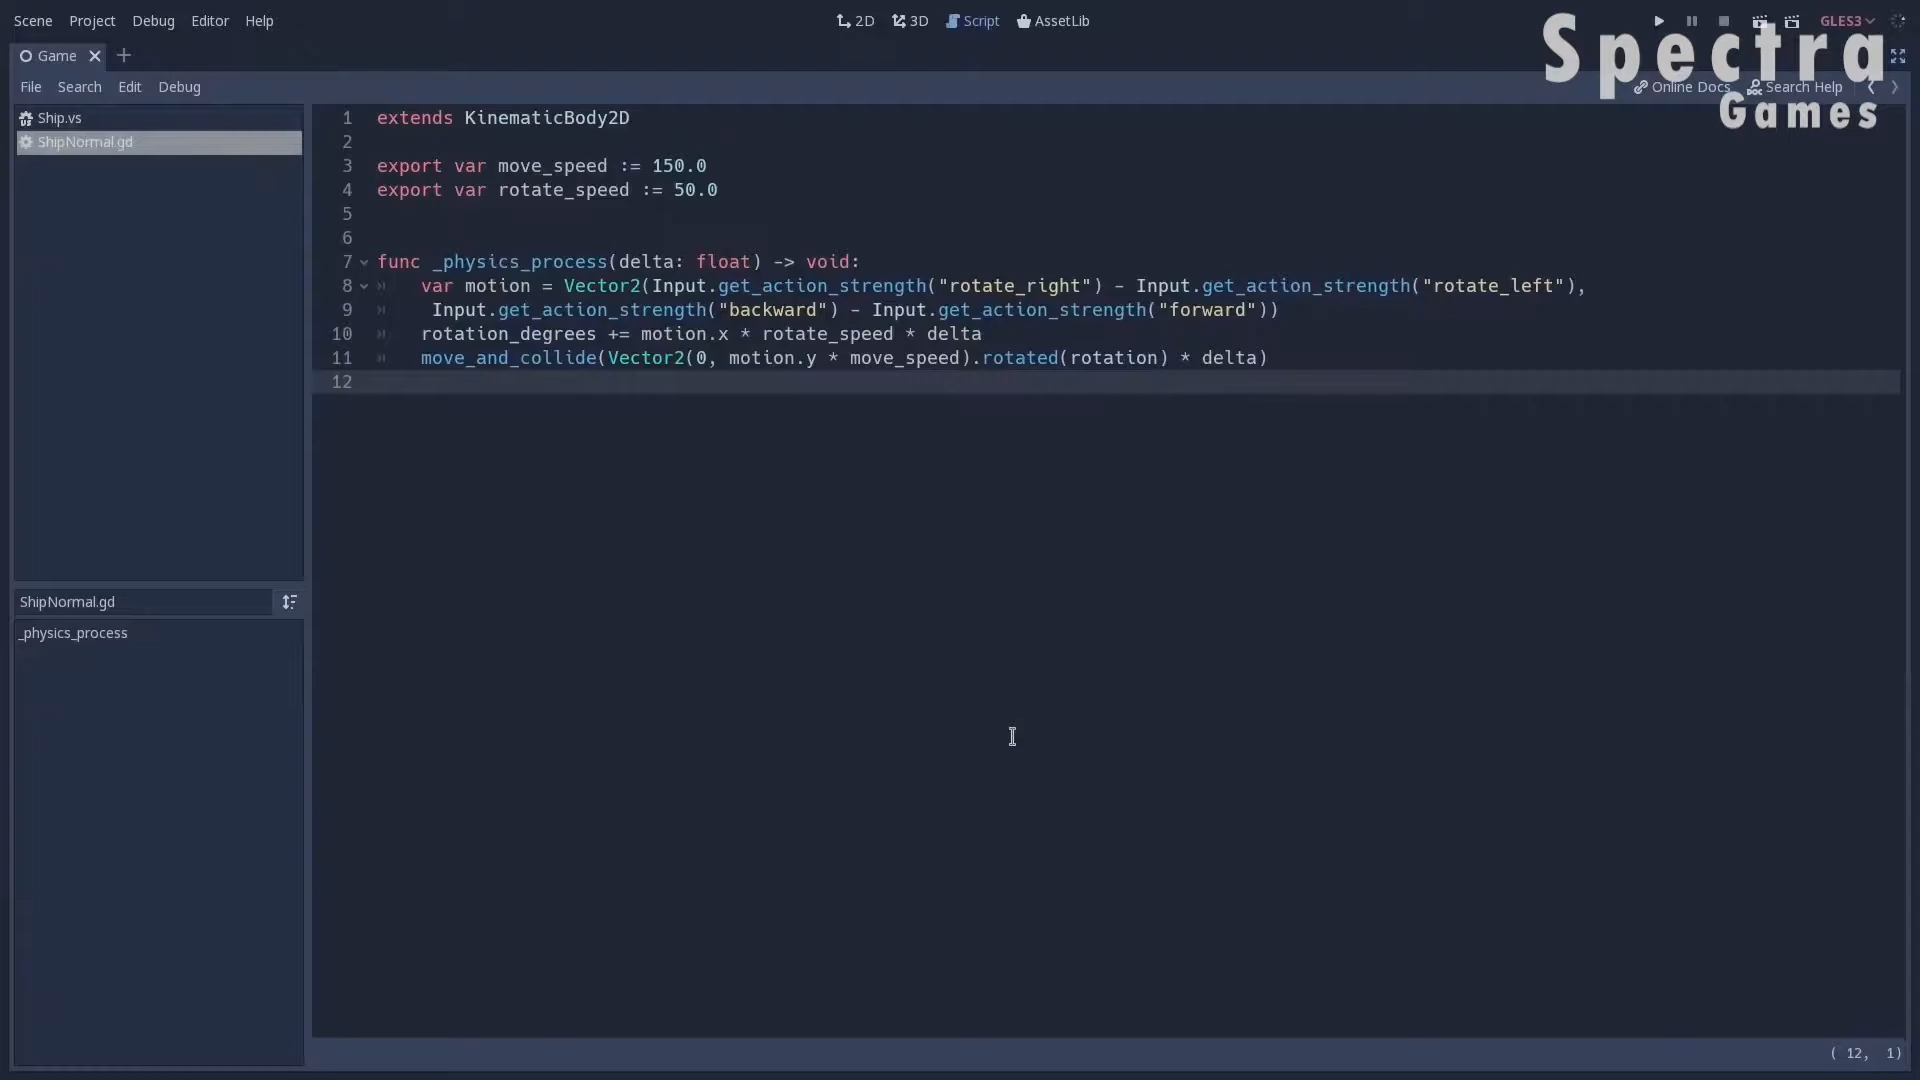 Scene Project Debug Editor Help 2D 3D Script AssetLib GLES3
Game
Spectra
Games
File Search Edit Debug Online Docs Search Help
Ship.vs
ShipNormal.gd
1 extends KinematicBody2D
2
3 export var move_speed := 150.0
4 export var rotate_speed := 50.0
5
6
7 func _physics_process(delta: float) -> void:
8 var motion = Vector2(Input.get_action_strength("rotate_right") - Input.get_action_strength("rotate_left"),
9 Input.get_action_strength("backward") - Input.get_action_strength("forward"))
10 rotation_degrees += motion.x * rotate_speed * delta
11 move_and_collide(Vector2(0, motion.y * move_speed).rotated(rotation) * delta)
12
ShipNormal.gd
_physics_process
( 12, 1)